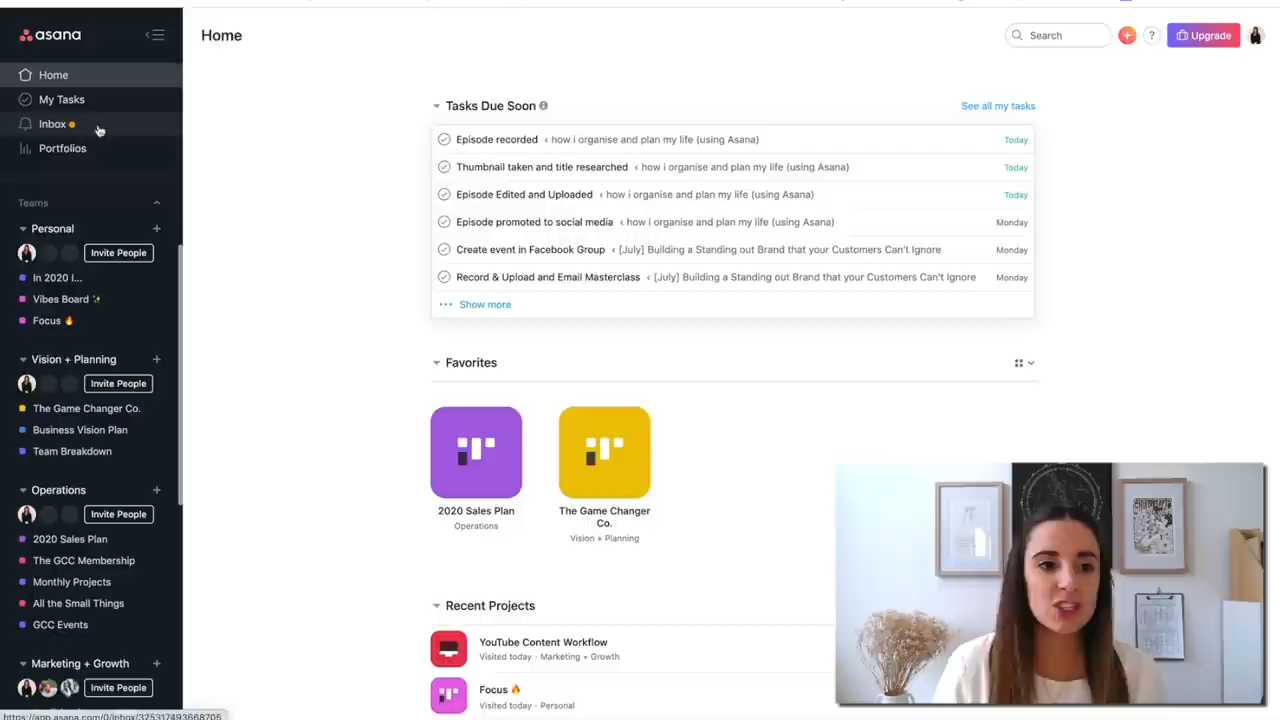 asana
Home
My Tasks
Inbox
Portfolios
Teams
Personal
Invite People
In 2020 I...
Vibes Board ✨
Focus 🔥
Vision + Planning
Invite People
The Game Changer Co.
Business Vision Plan
Team Breakdown
Operations
Invite People
2020 Sales Plan
The GCC Membership
Monthly Projects
All the Small Things
GCC Events
Marketing + Growth
Invite People
https://app.asana.com/0/inbox/325317493668705
Home
Search
?
Upgrade
Tasks Due Soon
See all my tasks
Episode recorded ‹ how i organise and plan my life (using Asana) Today
Thumbnail taken and title researched ‹ how i organise and plan my life (using Asana) Today
Episode Edited and Uploaded ‹ how i organise and plan my life (using Asana) Today
Episode promoted to social media ‹ how i organise and plan my life (using Asana) Monday
Create event in Facebook Group ‹ [July] Building a Standing out Brand that your Customers Can't Ignore Monday
Record & Upload and Email Masterclass ‹ [July] Building a Standing out Brand that your Customers Can't Ignore Monday
Show more
Favorites
2020 Sales Plan
Operations
The Game Changer
Co.
Vision + Planning
Recent Projects
YouTube Content Workflow
Visited today · Marketing + Growth
Focus 🔥
Visited today · Personal